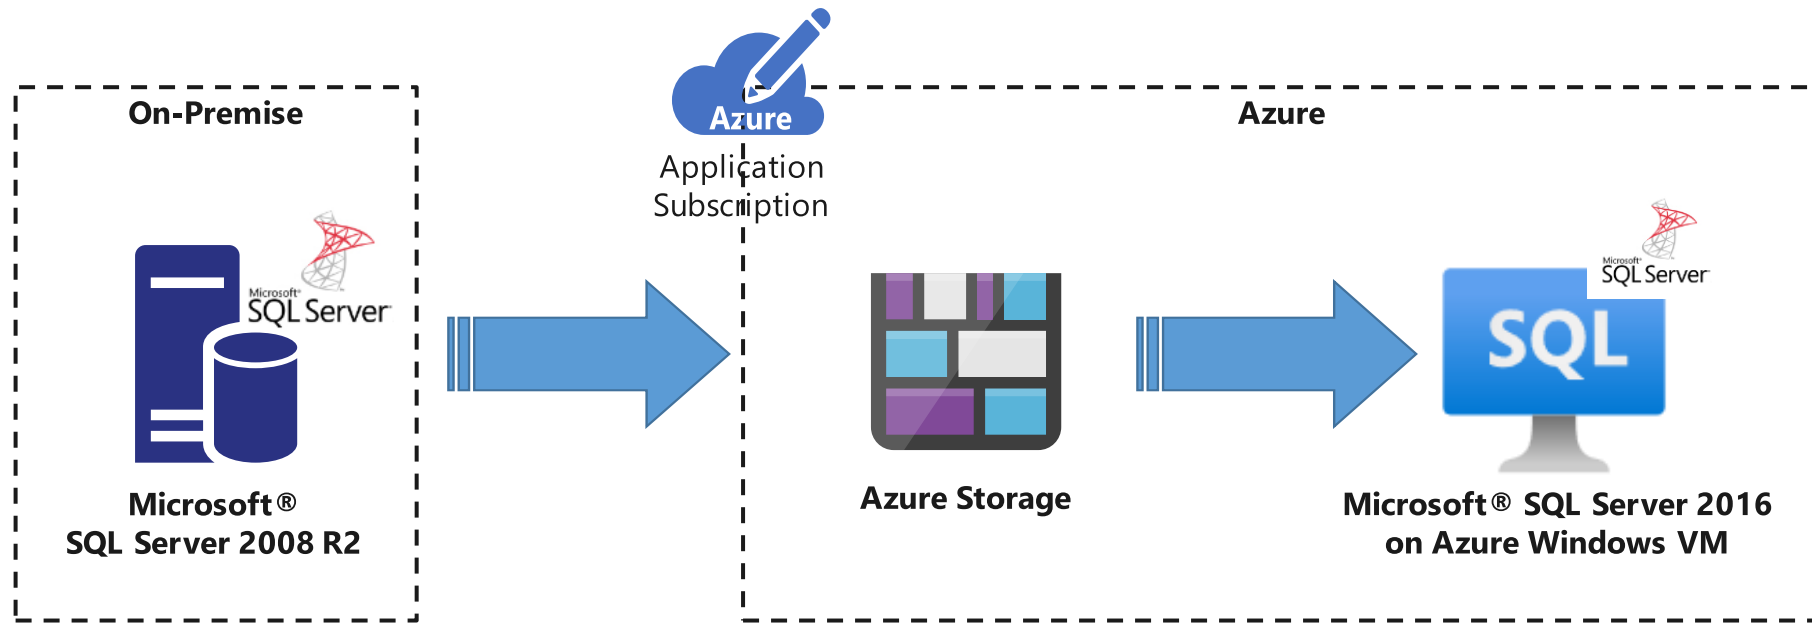 On-Premise
Microsoft®
SQL Server
Microsoft®
SQL Server 2008 R2
Azure
Application
Subscription
Azure
Azure Storage
Microsoft®
SQL Server
SQL
Microsoft® SQL Server 2016
on Azure Windows VM